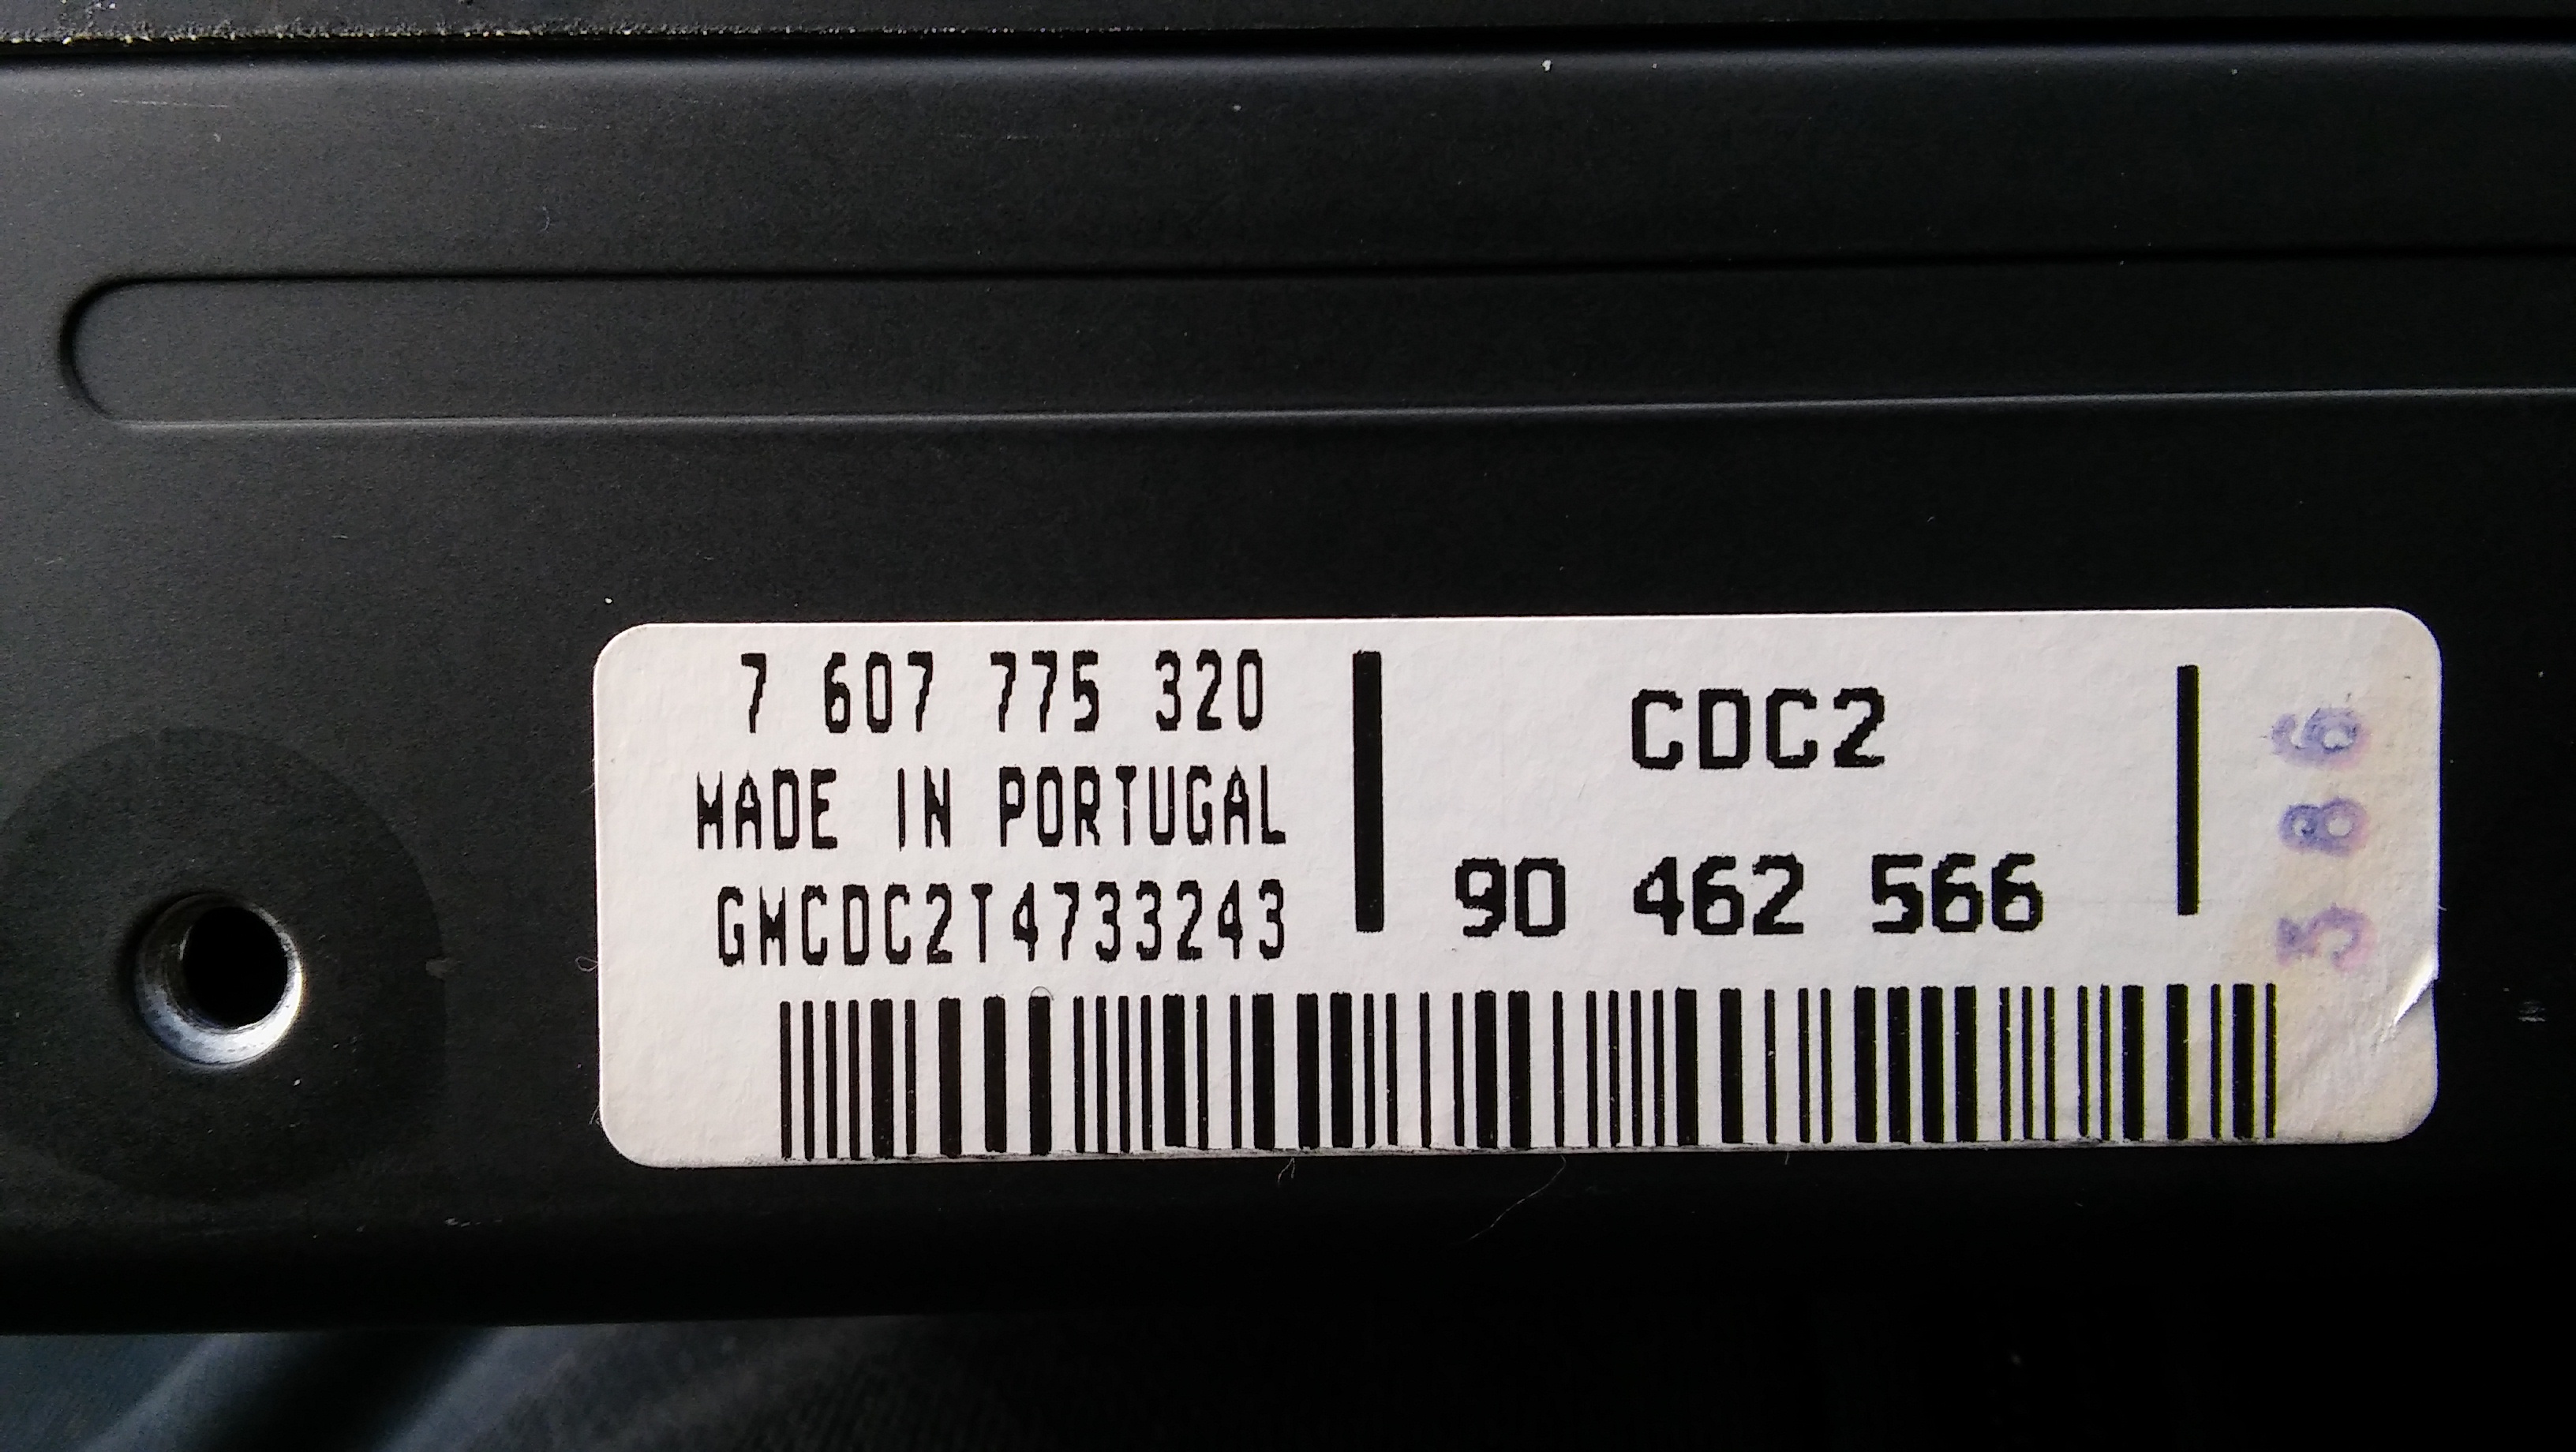 7 607 775 320
MADE IN PORTUGAL
GMCDC2T4733243
CDC2
90 462 566
386